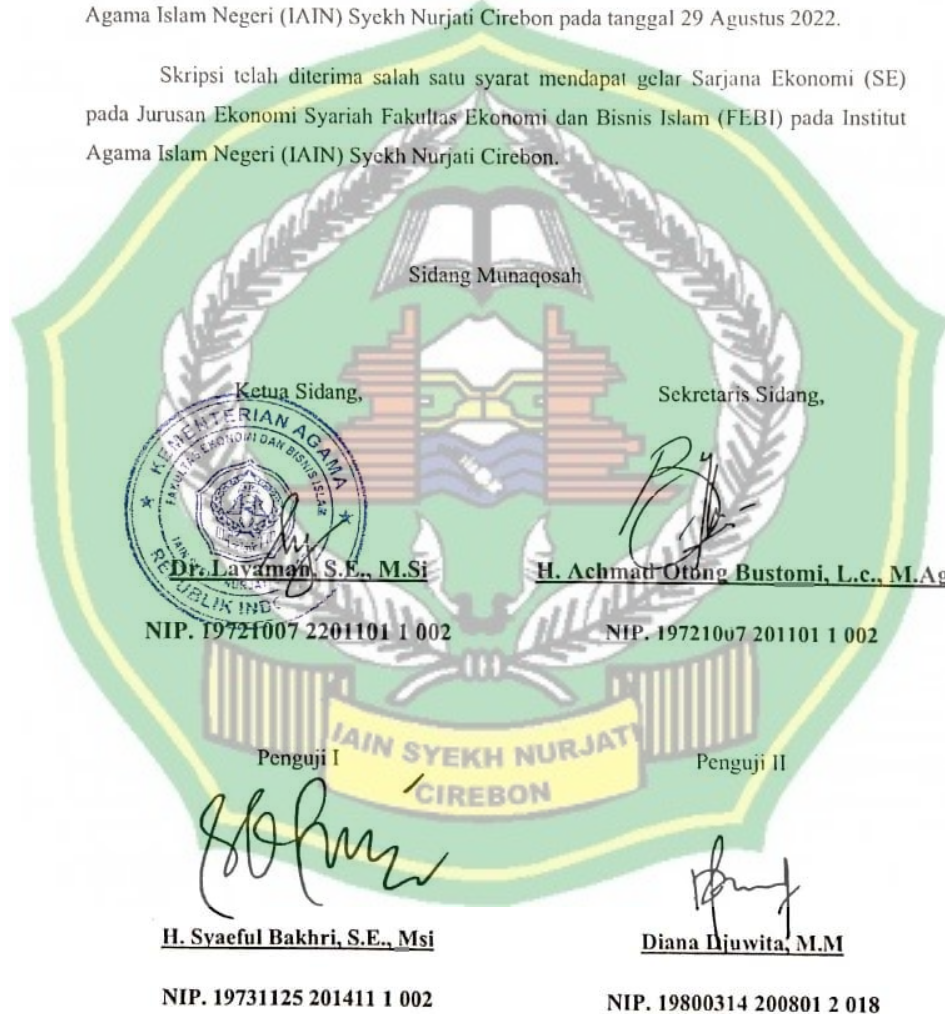 Agama Islam Negeri (IAIN) Syekh Nurjati Cirebon pada tanggal 29 Agustus 2022.
Skripsi telah diterima salah satu syarat mendapat gelar Sarjana Ekonomi (SE)
pada Jurusan Ekonomi Syariah Fakultas Ekonomi dan Bisnis Islam (FEBI) pada Institut
Agama Islam Negeri (IAIN) Syekh Nurjati Cirebon.
Sidang Munaqosah
Ketua Sidang,
Sekretaris Sidang,
KEMENTERIAN AGAMA
FAKULTAS EKONOMI DAN BISNIS ISLAM
IAIN
NURJATI
REPUBLIK INDO
Dr. Layaman, S.E., M.Si
H. Achmad Otong Bustomi, L.c., M.Ag
NIP. 19721007 2201101 1 002
NIP. 19721007 201101 1 002
IAIN SYEKH NURJATI
CIREBON
Penguji I
Penguji II
H. Syaeful Bakhri, S.E., Msi
Diana Djuwita, M.M
NIP. 19731125 201411 1 002
NIP. 19800314 200801 2 018